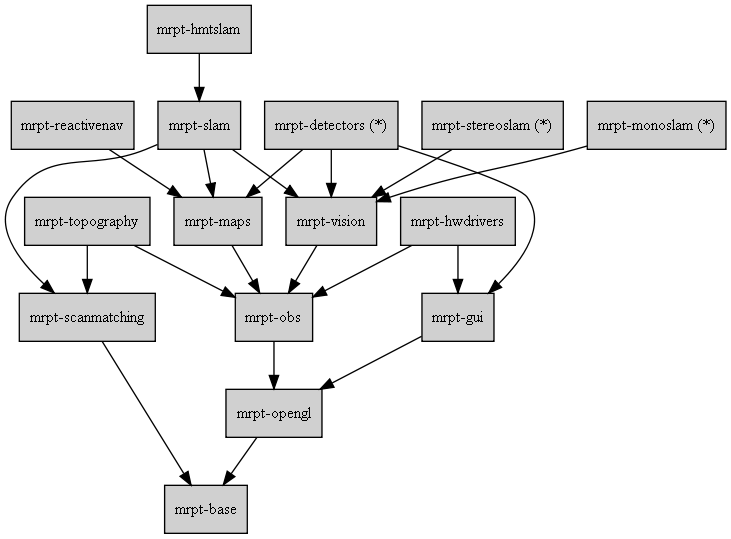 mrpt-hmtslam
mrpt-reactivenav
mrpt-slam
mrpt-detectors (*)
mrpt-stereoslam (*)
mrpt-monoslam (*)
mrpt-topography
mrpt-maps
mrpt-vision
mrpt-hwdrivers
mrpt-scanmatching
mrpt-obs
mrpt-gui
mrpt-opengl
mrpt-base